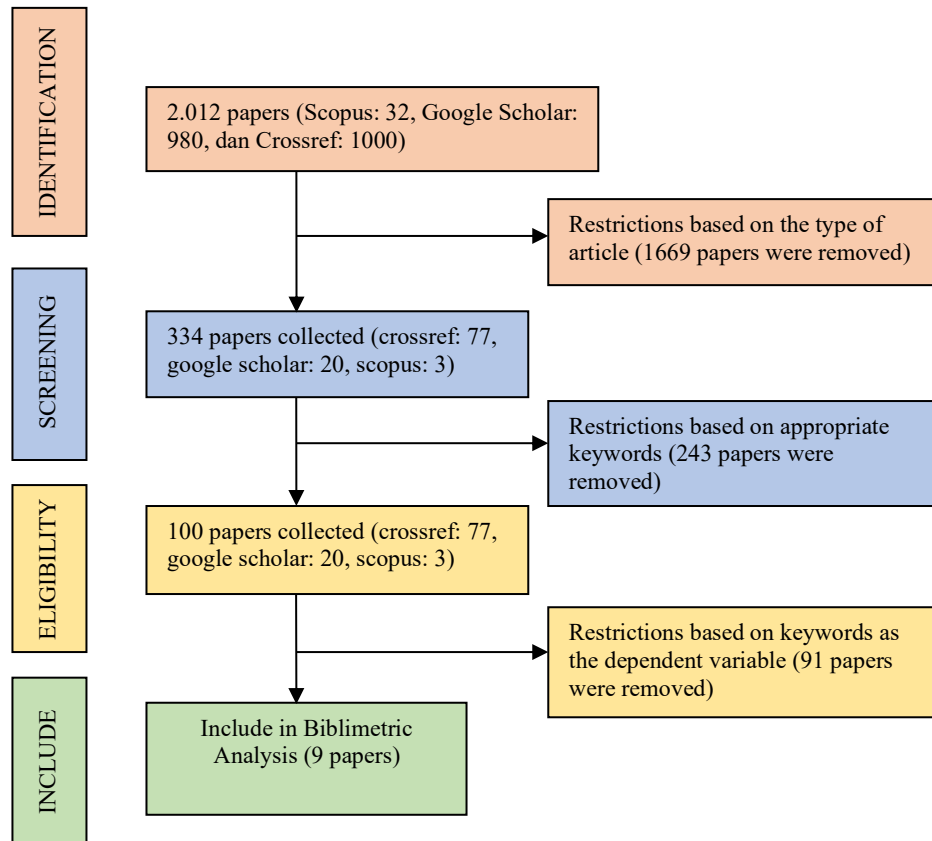 IDENTIFICATION
2.012 papers (Scopus: 32, Google Scholar:
980, dan Crossref: 1000)
Restrictions based on the type of
article (1669 papers were removed)
SCREENING
334 papers collected (crossref: 77,
google scholar: 20, scopus: 3)
Restrictions based on appropriate
keywords (243 papers were
removed)
ELIGIBILITY
100 papers collected (crossref: 77,
google scholar: 20, scopus: 3)
Restrictions based on keywords as
the dependent variable (91 papers
were removed)
INCLUDE
Include in Biblimetric
Analysis (9 papers)